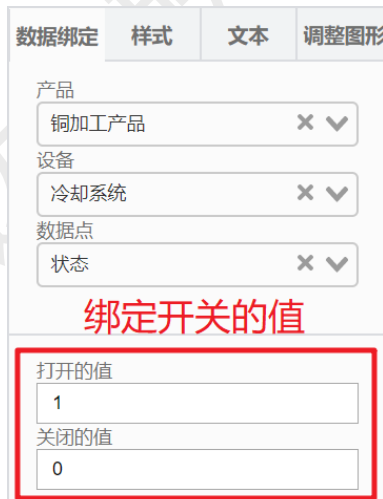 数据绑定 样式 文本 调整图形
产品
铜加工产品
设备
冷却系统
数据点
状态
绑定开关的值
打开的值
1
关闭的值
0